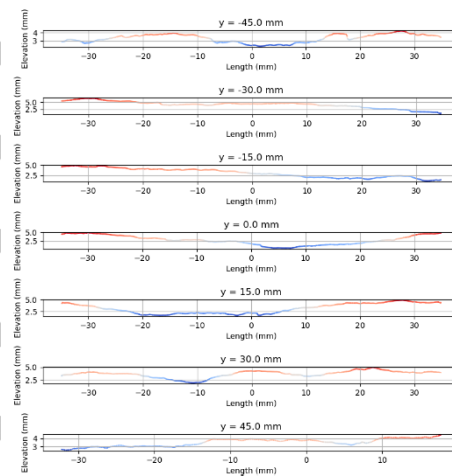 y = -45.0 mm
Elevation (mm)
4
3
−30 −20 −10 0 10 20 30
Length (mm)
y = -30.0 mm
Elevation (mm)
5.0
2.5
−30 −20 −10 0 10 20 30
Length (mm)
y = -15.0 mm
Elevation (mm)
5.0
2.5
−30 −20 −10 0 10 20 30
Length (mm)
y = 0.0 mm
Elevation (mm)
5.0
2.5
−30 −20 −10 0 10 20 30
Length (mm)
y = 15.0 mm
Elevation (mm)
5.0
2.5
−30 −20 −10 0 10 20 30
Length (mm)
y = 30.0 mm
Elevation (mm)
5.0
2.5
−30 −20 −10 0 10 20 30
Length (mm)
y = 45.0 mm
Elevation (mm)
4
3
−30 −20 −10 0 10
Length (mm)